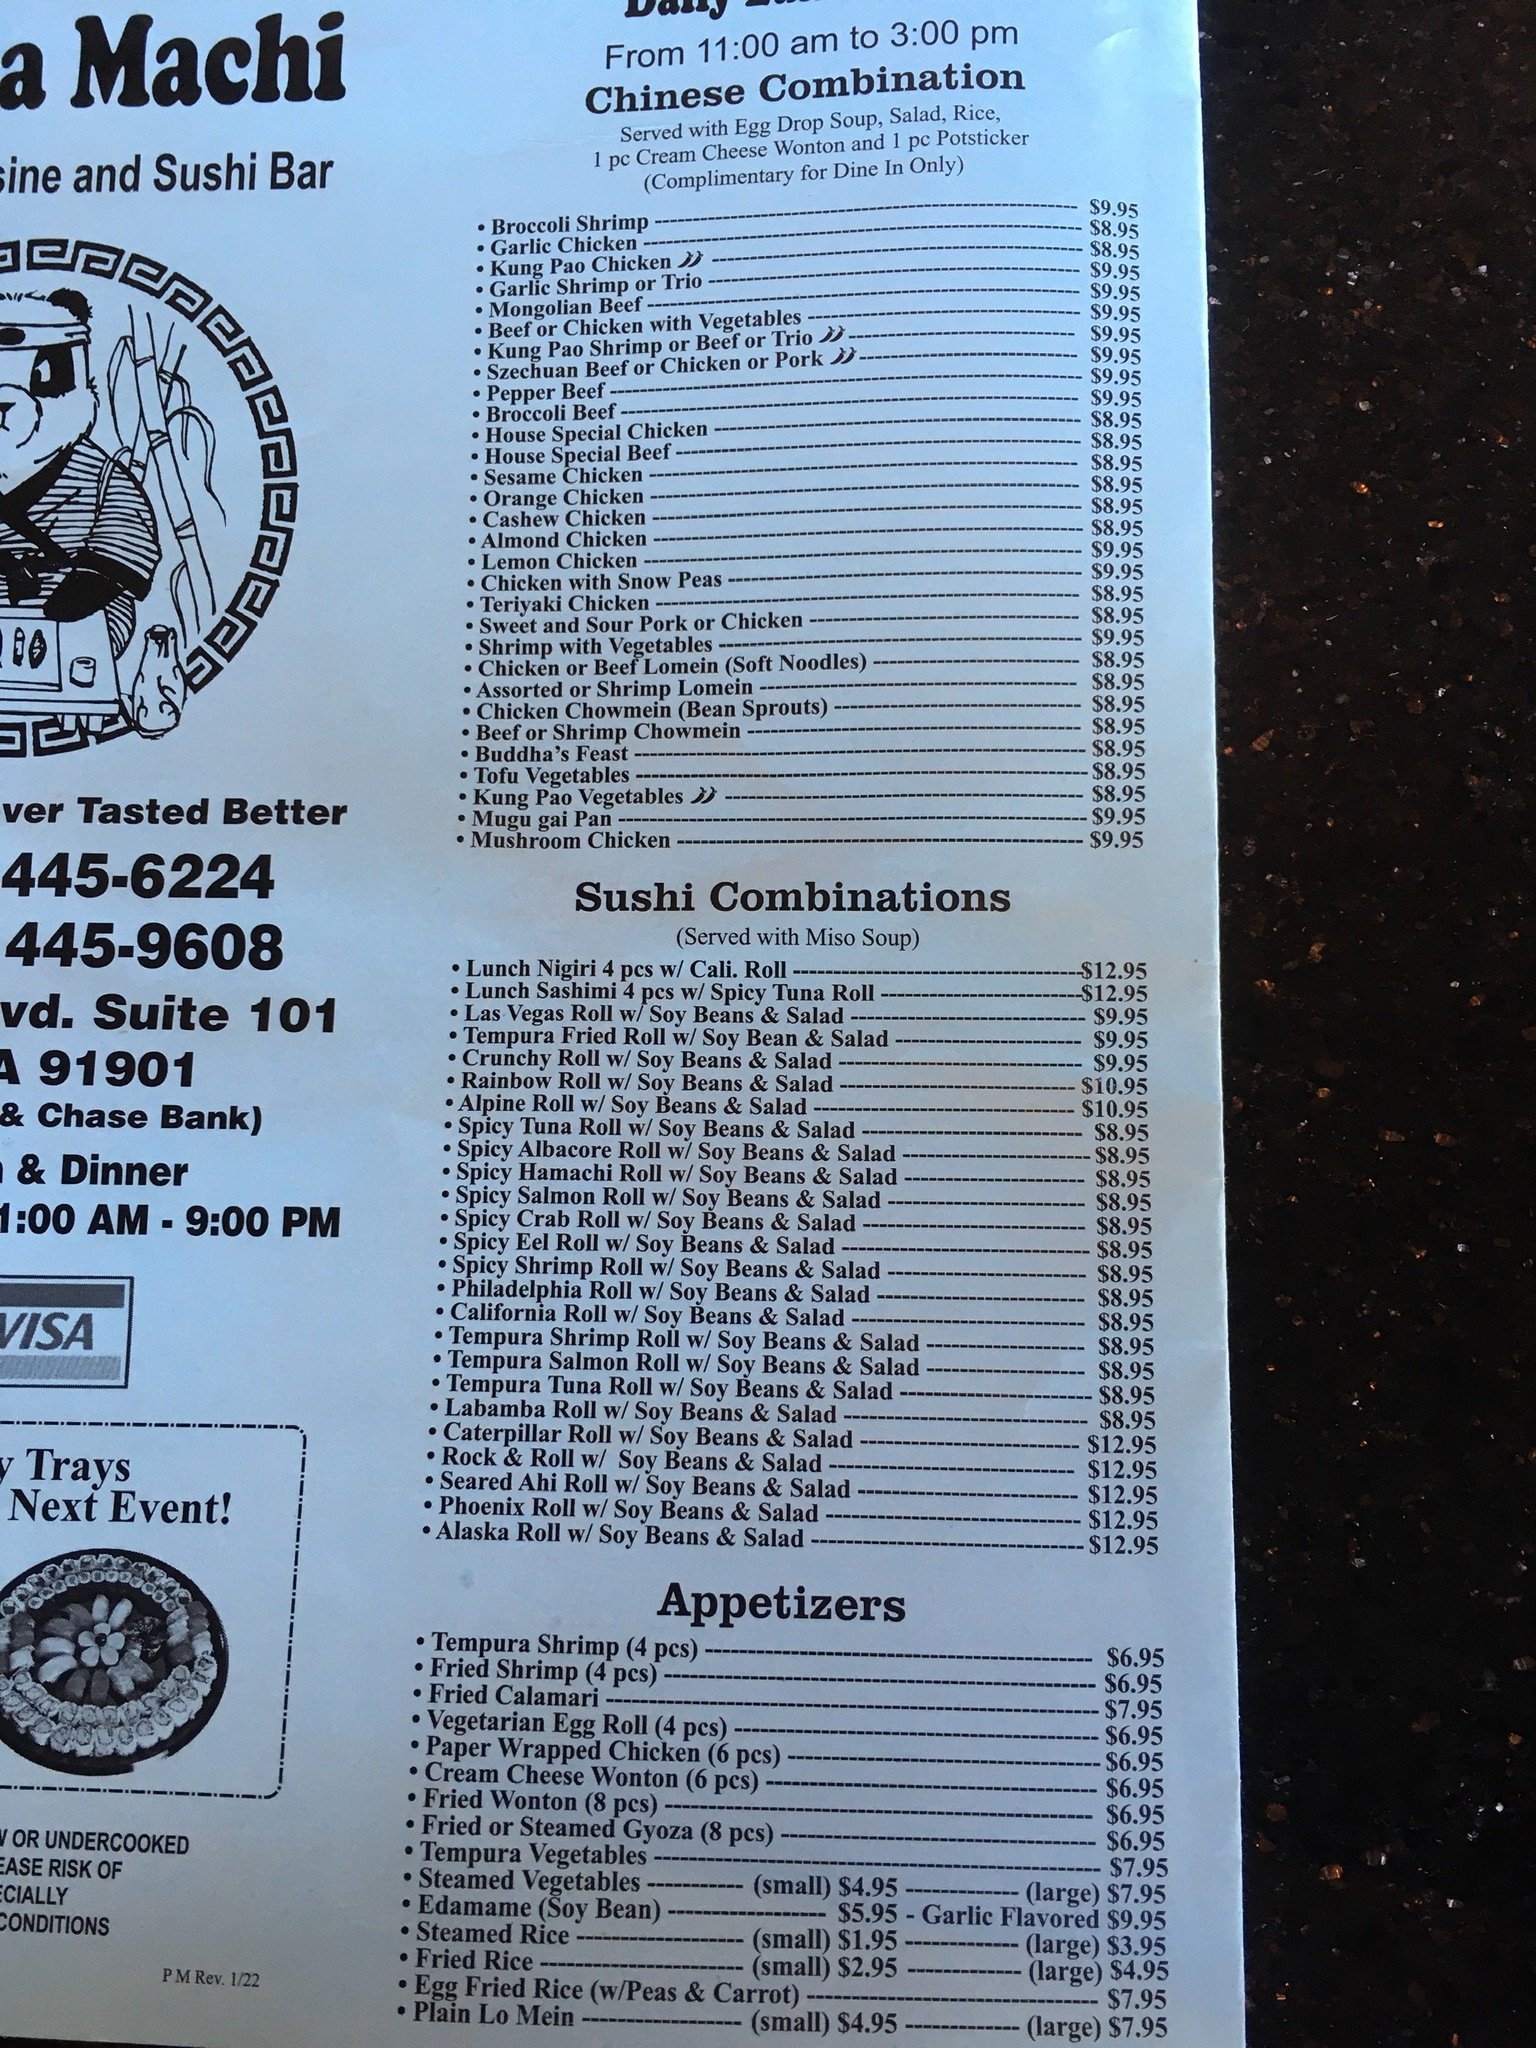 a Machi
sine and Sushi Bar
ver Tasted Better
445-6224
445-9608
vd. Suite 101
A 91901
& Chase Bank)
& Dinner
1:00 AM - 9:00 PM
VISA
y Trays
Next Event!
W OR UNDERCOOKED
EASE RISK OF
ECIALLY
CONDITIONS
P M Rev. 1/22
Daily
From 11:00 am to 3:00 pm
Chinese Combination
Served with Egg Drop Soup, Salad, Rice,
1 pc Cream Cheese Wonton and 1 pc Potsticker
(Complimentary for Dine In Only)
• Broccoli Shrimp $9.95
• Garlic Chicken $8.95
• Kung Pao Chicken $8.95
• Garlic Shrimp or Trio $9.95
• Mongolian Beef $9.95
• Beef or Chicken with Vegetables $9.95
• Kung Pao Shrimp or Beef or Trio $9.95
• Szechuan Beef or Chicken or Pork $9.95
• Pepper Beef $9.95
• Broccoli Beef $9.95
• House Special Chicken $8.95
• House Special Beef $8.95
• Sesame Chicken $8.95
• Orange Chicken $8.95
• Cashew Chicken $8.95
• Almond Chicken $8.95
• Lemon Chicken $9.95
• Chicken with Snow Peas $9.95
• Teriyaki Chicken $8.95
• Sweet and Sour Pork or Chicken $8.95
• Shrimp with Vegetables $9.95
• Chicken or Beef Lomein (Soft Noodles) $8.95
• Assorted or Shrimp Lomein $8.95
• Chicken Chowmein (Bean Sprouts) $8.95
• Beef or Shrimp Chowmein $8.95
• Buddha's Feast $8.95
• Tofu Vegetables $8.95
• Kung Pao Vegetables $8.95
• Mugu gai Pan $9.95
• Mushroom Chicken $9.95
Sushi Combinations
(Served with Miso Soup)
• Lunch Nigiri 4 pcs w/ Cali. Roll $12.95
• Lunch Sashimi 4 pcs w/ Spicy Tuna Roll $12.95
• Las Vegas Roll w/ Soy Beans & Salad $9.95
• Tempura Fried Roll w/ Soy Bean & Salad $9.95
• Crunchy Roll w/ Soy Beans & Salad $9.95
• Rainbow Roll w/ Soy Beans & Salad $10.95
• Alpine Roll w/ Soy Beans & Salad $10.95
• Spicy Tuna Roll w/ Soy Beans & Salad $8.95
• Spicy Albacore Roll w/ Soy Beans & Salad $8.95
• Spicy Hamachi Roll w/ Soy Beans & Salad $8.95
• Spicy Salmon Roll w/ Soy Beans & Salad $8.95
• Spicy Crab Roll w/ Soy Beans & Salad $8.95
• Spicy Eel Roll w/ Soy Beans & Salad $8.95
• Spicy Shrimp Roll w/ Soy Beans & Salad $8.95
• Philadelphia Roll w/ Soy Beans & Salad $8.95
• California Roll w/ Soy Beans & Salad $8.95
• Tempura Shrimp Roll w/ Soy Beans & Salad $8.95
• Tempura Salmon Roll w/ Soy Beans & Salad $8.95
• Tempura Tuna Roll w/ Soy Beans & Salad $8.95
• Labamba Roll w/ Soy Beans & Salad $8.95
• Caterpillar Roll w/ Soy Beans & Salad $12.95
• Rock & Roll w/ Soy Beans & Salad $12.95
• Seared Ahi Roll w/ Soy Beans & Salad $12.95
• Phoenix Roll w/ Soy Beans & Salad $12.95
• Alaska Roll w/ Soy Beans & Salad $12.95
Appetizers
• Tempura Shrimp (4 pcs) $6.95
• Fried Shrimp (4 pcs) $6.95
• Fried Calamari $7.95
• Vegetarian Egg Roll (4 pcs) $6.95
• Paper Wrapped Chicken (6 pcs) $6.95
• Cream Cheese Wonton (6 pcs) $6.95
• Fried Wonton (8 pcs) $6.95
• Fried or Steamed Gyoza (8 pcs) $6.95
• Tempura Vegetables $7.95
• Steamed Vegetables (small) $4.95 (large) $7.95
• Edamame (Soy Bean) $5.95 - Garlic Flavored $9.95
• Steamed Rice (small) $1.95 (large) $3.95
• Fried Rice (small) $2.95 (large) $4.95
• Egg Fried Rice (w/Peas & Carrot) $7.95
• Plain Lo Mein (small) $4.95 (large) $7.95